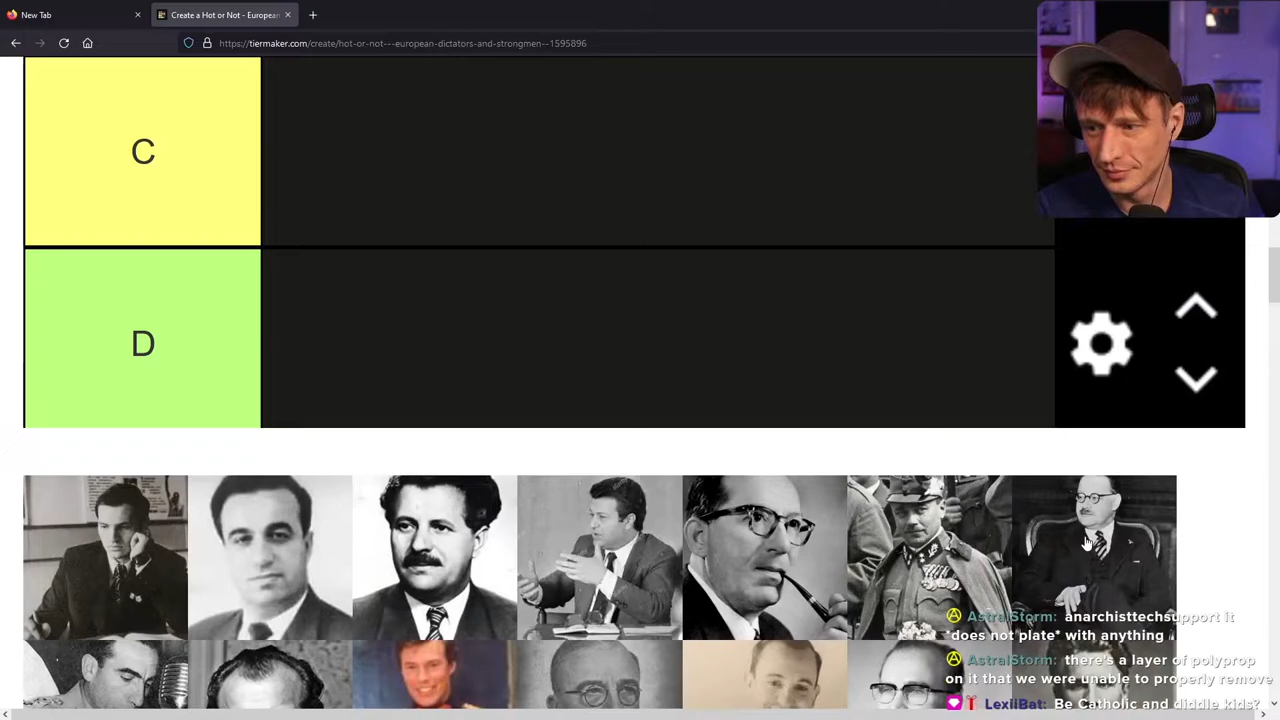 New Tab
Create a Hot or Not - European
https://tiermaker.com/create/hot-or-not---european-dictators-and-strongmen--1595896
C
D
AstralStorm: anarchisttechsupport it
*does not plate* with anything
AstralStorm: there's a layer of polyprop
on it that we were unable to properly remove
LexiiBat: Be Catholic and diddle kids?